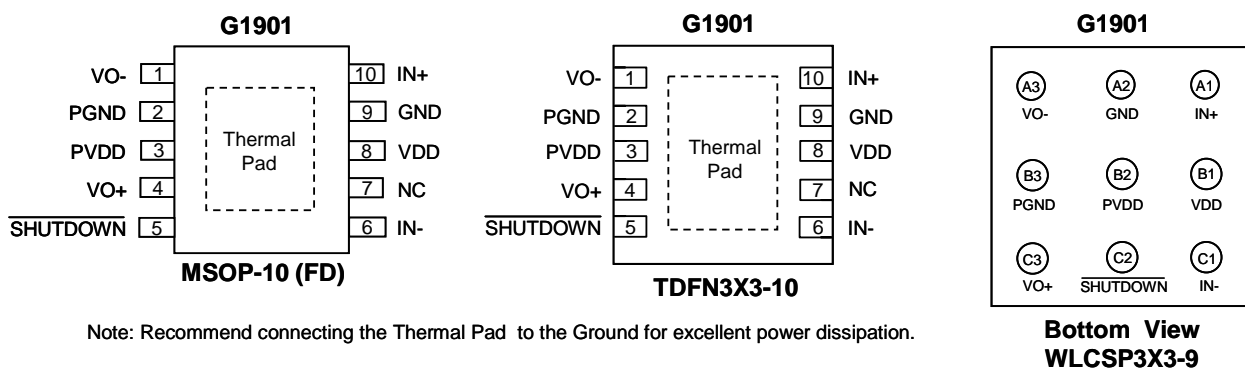 G1901
VO- 1 10 IN+
PGND 2 9 GND
PVDD 3 8 VDD
VO+ 4 7 NC
SHUTDOWN 5 6 IN-
Thermal
Pad
MSOP-10 (FD)
G1901
VO- 1 10 IN+
PGND 2 9 GND
PVDD 3 8 VDD
VO+ 4 7 NC
SHUTDOWN 5 6 IN-
Thermal
Pad
TDFN3X3-10
G1901
A3 A2 A1
VO- GND IN+
B3 B2 B1
PGND PVDD VDD
C3 C2 C1
VO+ SHUTDOWN IN-
Bottom View
WLCSP3X3-9
Note: Recommend connecting the Thermal Pad to the Ground for excellent power dissipation.